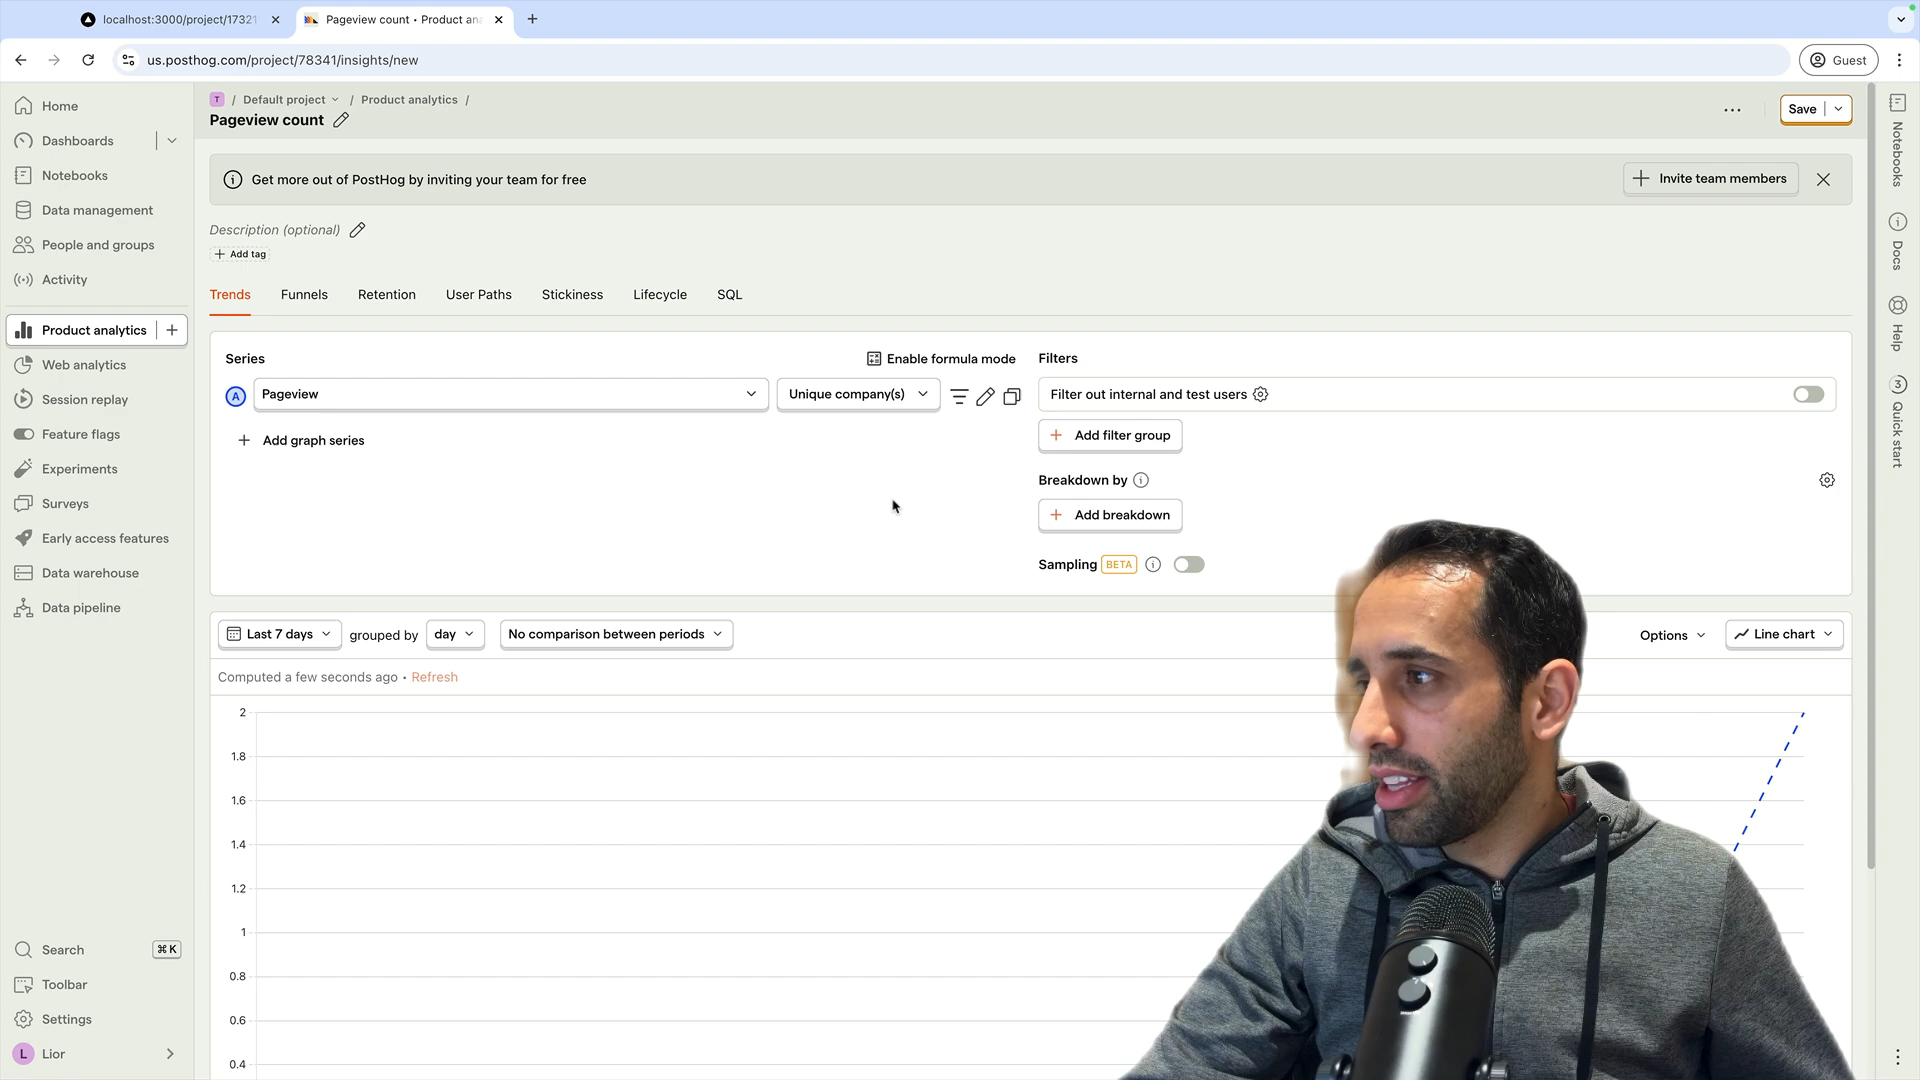 localhost:3000/project/17321
Pageview count • Product ana
us.posthog.com/project/78341/insights/new
Guest
Home
Dashboards
Notebooks
Data management
People and groups
Activity
Product analytics
Web analytics
Session replay
Feature flags
Experiments
Surveys
Early access features
Data warehouse
Data pipeline
Search
⌘ K
Toolbar
Settings
L Lior
T / Default project / Product analytics /
Pageview count
Save
Get more out of PostHog by inviting your team for free
Invite team members
Description (optional)
Add tag
Trends Funnels Retention User Paths Stickiness Lifecycle SQL
Series
Enable formula mode
A Pageview
Unique company(s)
Add graph series
Filters
Filter out internal and test users
Add filter group
Breakdown by
Add breakdown
Sampling BETA
Last 7 days grouped by day No comparison between periods
Options
Line chart
Computed a few seconds ago • Refresh
2
1.8
1.6
1.4
1.2
1
0.8
0.6
0.4
Notebooks
Docs
Help
3
Quick start